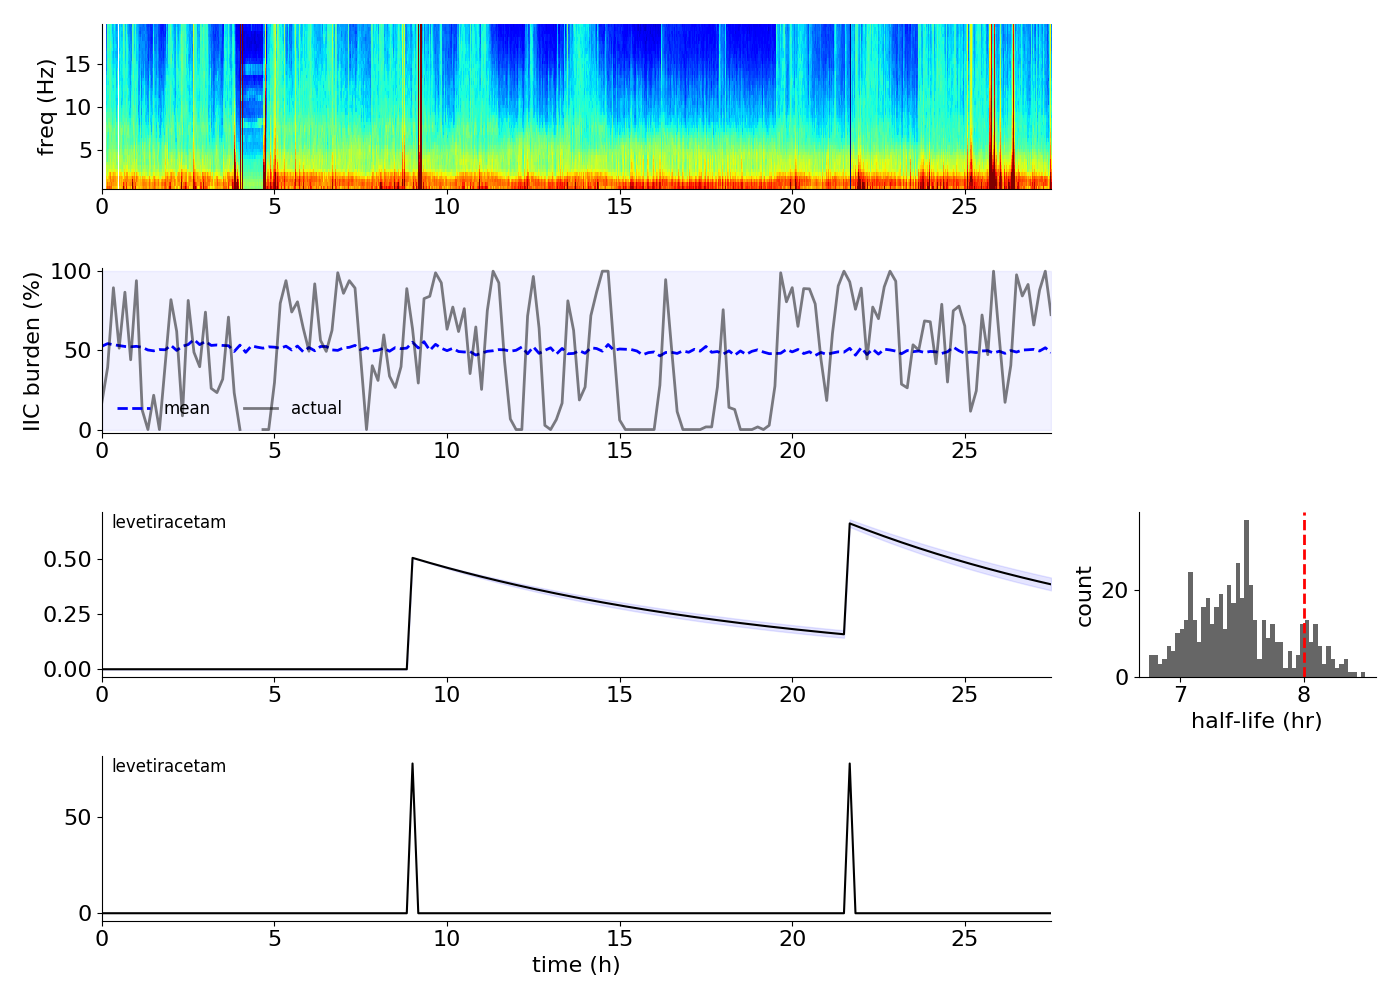 freq (Hz)
15
10
5
0 5 10 15 20 25
IIC burden (%)
100
50
0
mean actual
0 5 10 15 20 25
levetiracetam
0.50
0.25
0.00
0 5 10 15 20 25
count
20
0
7 8
half-life (hr)
levetiracetam
50
0
0 5 10 15 20 25
time (h)